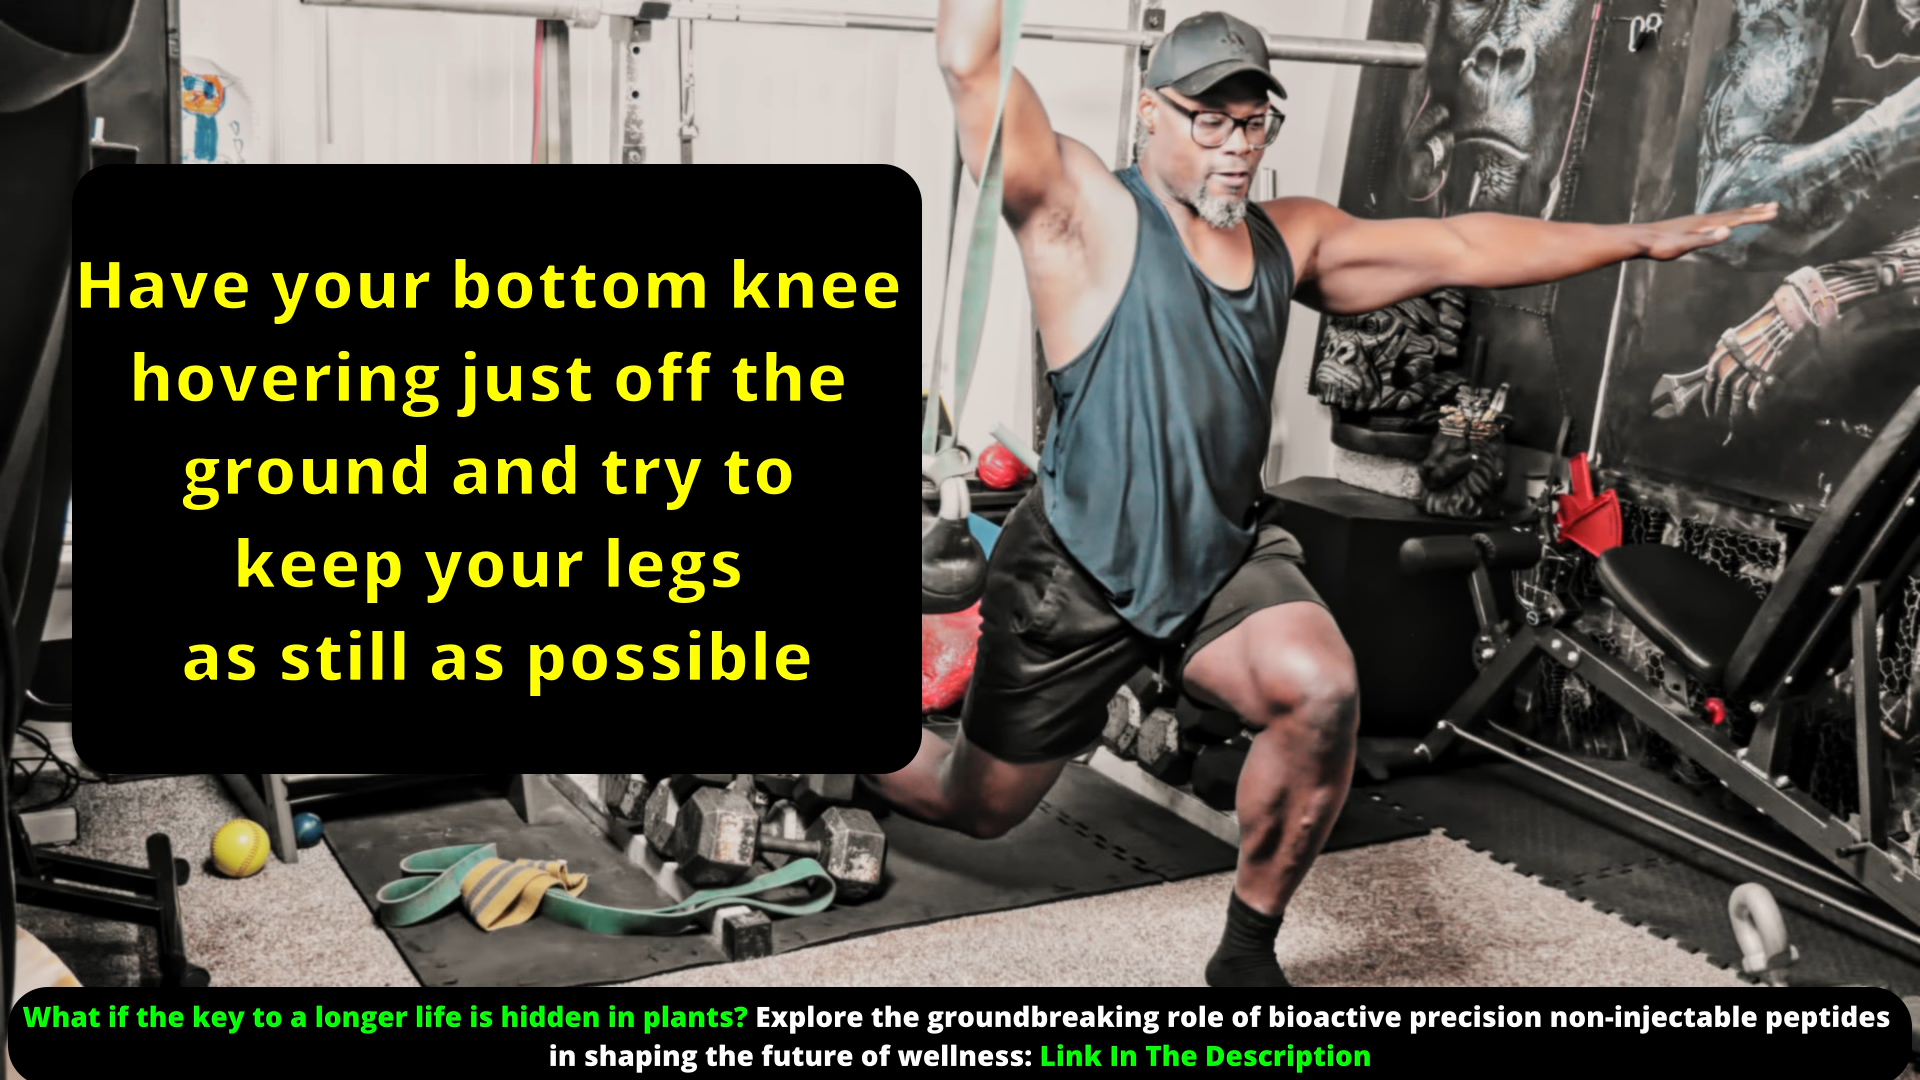 Have your bottom knee
hovering just off the
ground and try to
keep your legs
as still as possible
What if the key to a longer life is hidden in plants? Explore the groundbreaking role of bioactive precision non-injectable peptides
in shaping the future of wellness: Link In The Description